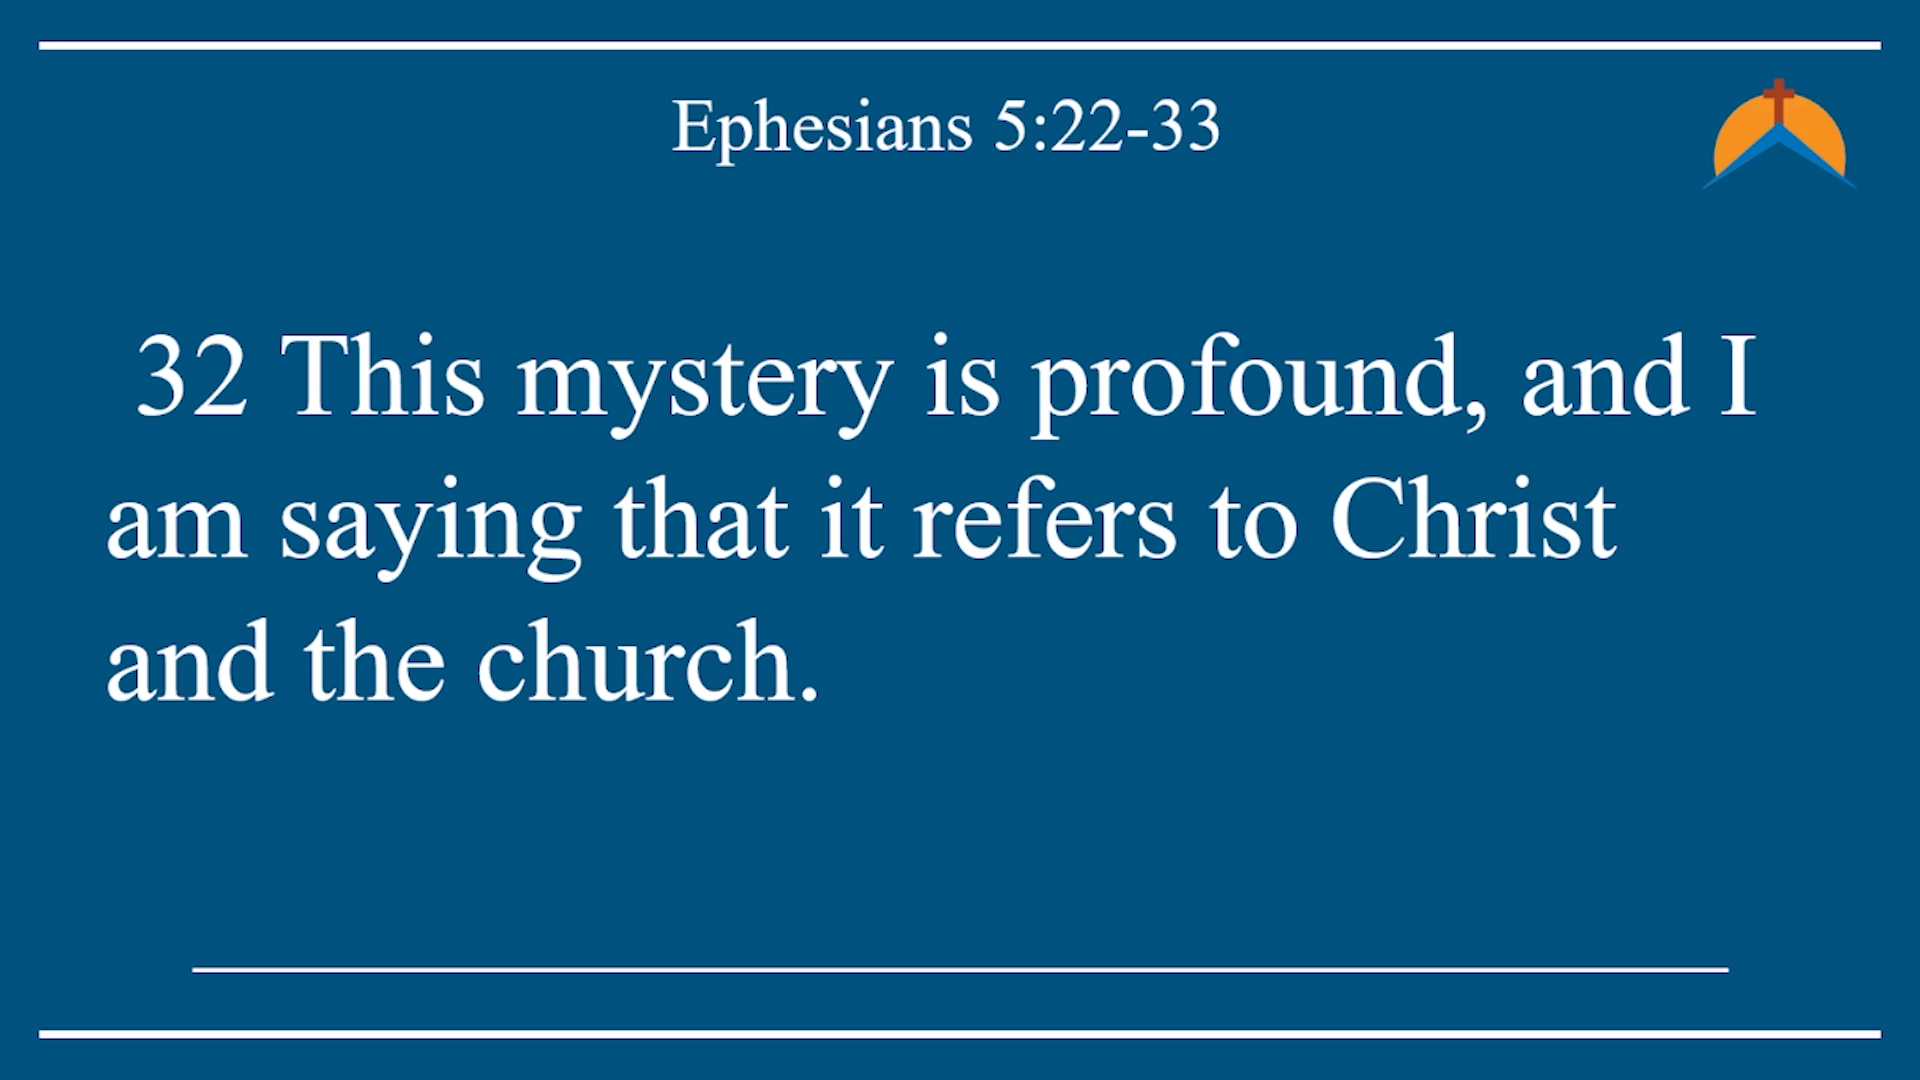 Ephesians 5:22-33
32 This mystery is profound, and I
am saying that it refers to Christ
and the church.